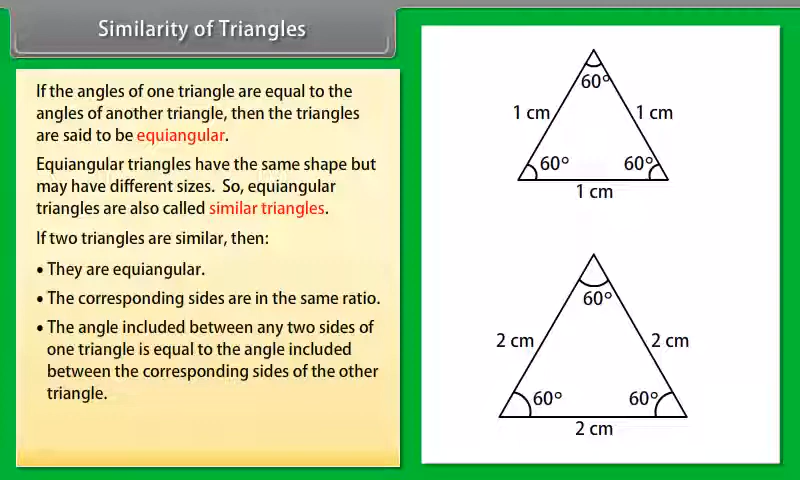 Similarity of Triangles
If the angles of one triangle are equal to the
angles of another triangle, then the triangles
are said to be equiangular.
Equiangular triangles have the same shape but
may have different sizes. So, equiangular
triangles are also called similar triangles.
If two triangles are similar, then:
• They are equiangular.
• The corresponding sides are in the same ratio.
• The angle included between any two sides of
one triangle is equal to the angle included
between the corresponding sides of the other
triangle.
60°
1 cm 1 cm
60° 60°
1 cm
60°
2 cm 2 cm
60° 60°
2 cm